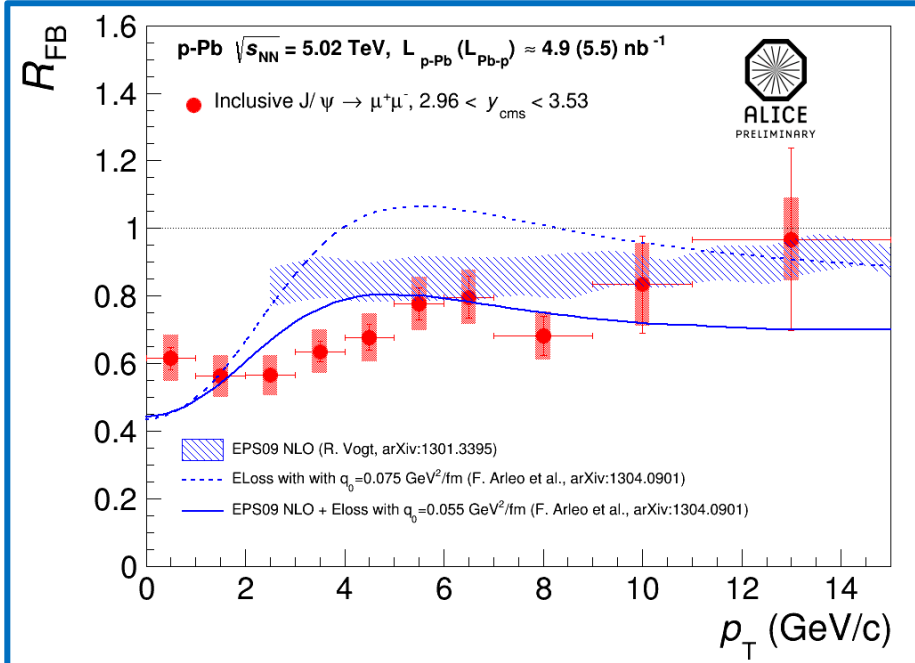 R_FB
1.6
1.4
1.2
1
0.8
0.6
0.4
0.2
0
p-Pb √s_NN = 5.02 TeV, L_p-Pb (L_Pb-p) ≈ 4.9 (5.5) nb⁻¹
Inclusive J/ψ → μ⁺μ⁻, 2.96 < y_cms < 3.53
ALICE
PRELIMINARY
EPS09 NLO (R. Vogt, arXiv:1301.3395)
ELoss with with q₀=0.075 GeV²/fm (F. Arleo et al., arXiv:1304.0901)
EPS09 NLO + Eloss with q₀=0.055 GeV²/fm (F. Arleo et al., arXiv:1304.0901)
0 2 4 6 8 10 12 14
p_T (GeV/c)